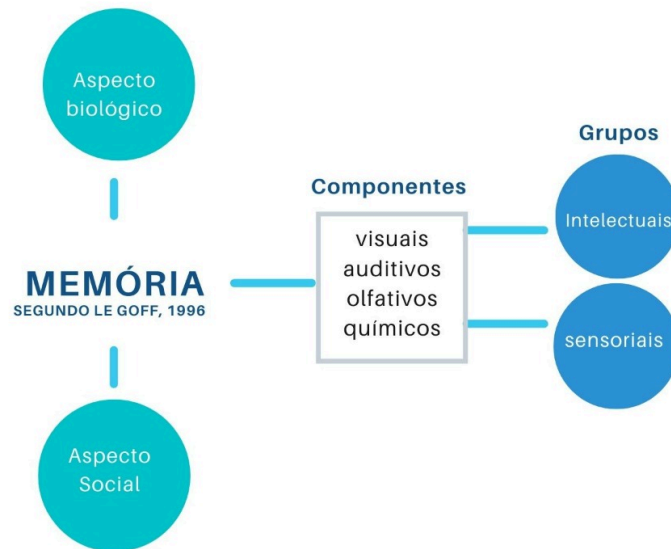 Aspecto
biológico
MEMÓRIA
SEGUNDO LE GOFF, 1996
Aspecto
Social
Componentes
visuais
auditivos
olfativos
químicos
Grupos
Intelectuais
sensoriais